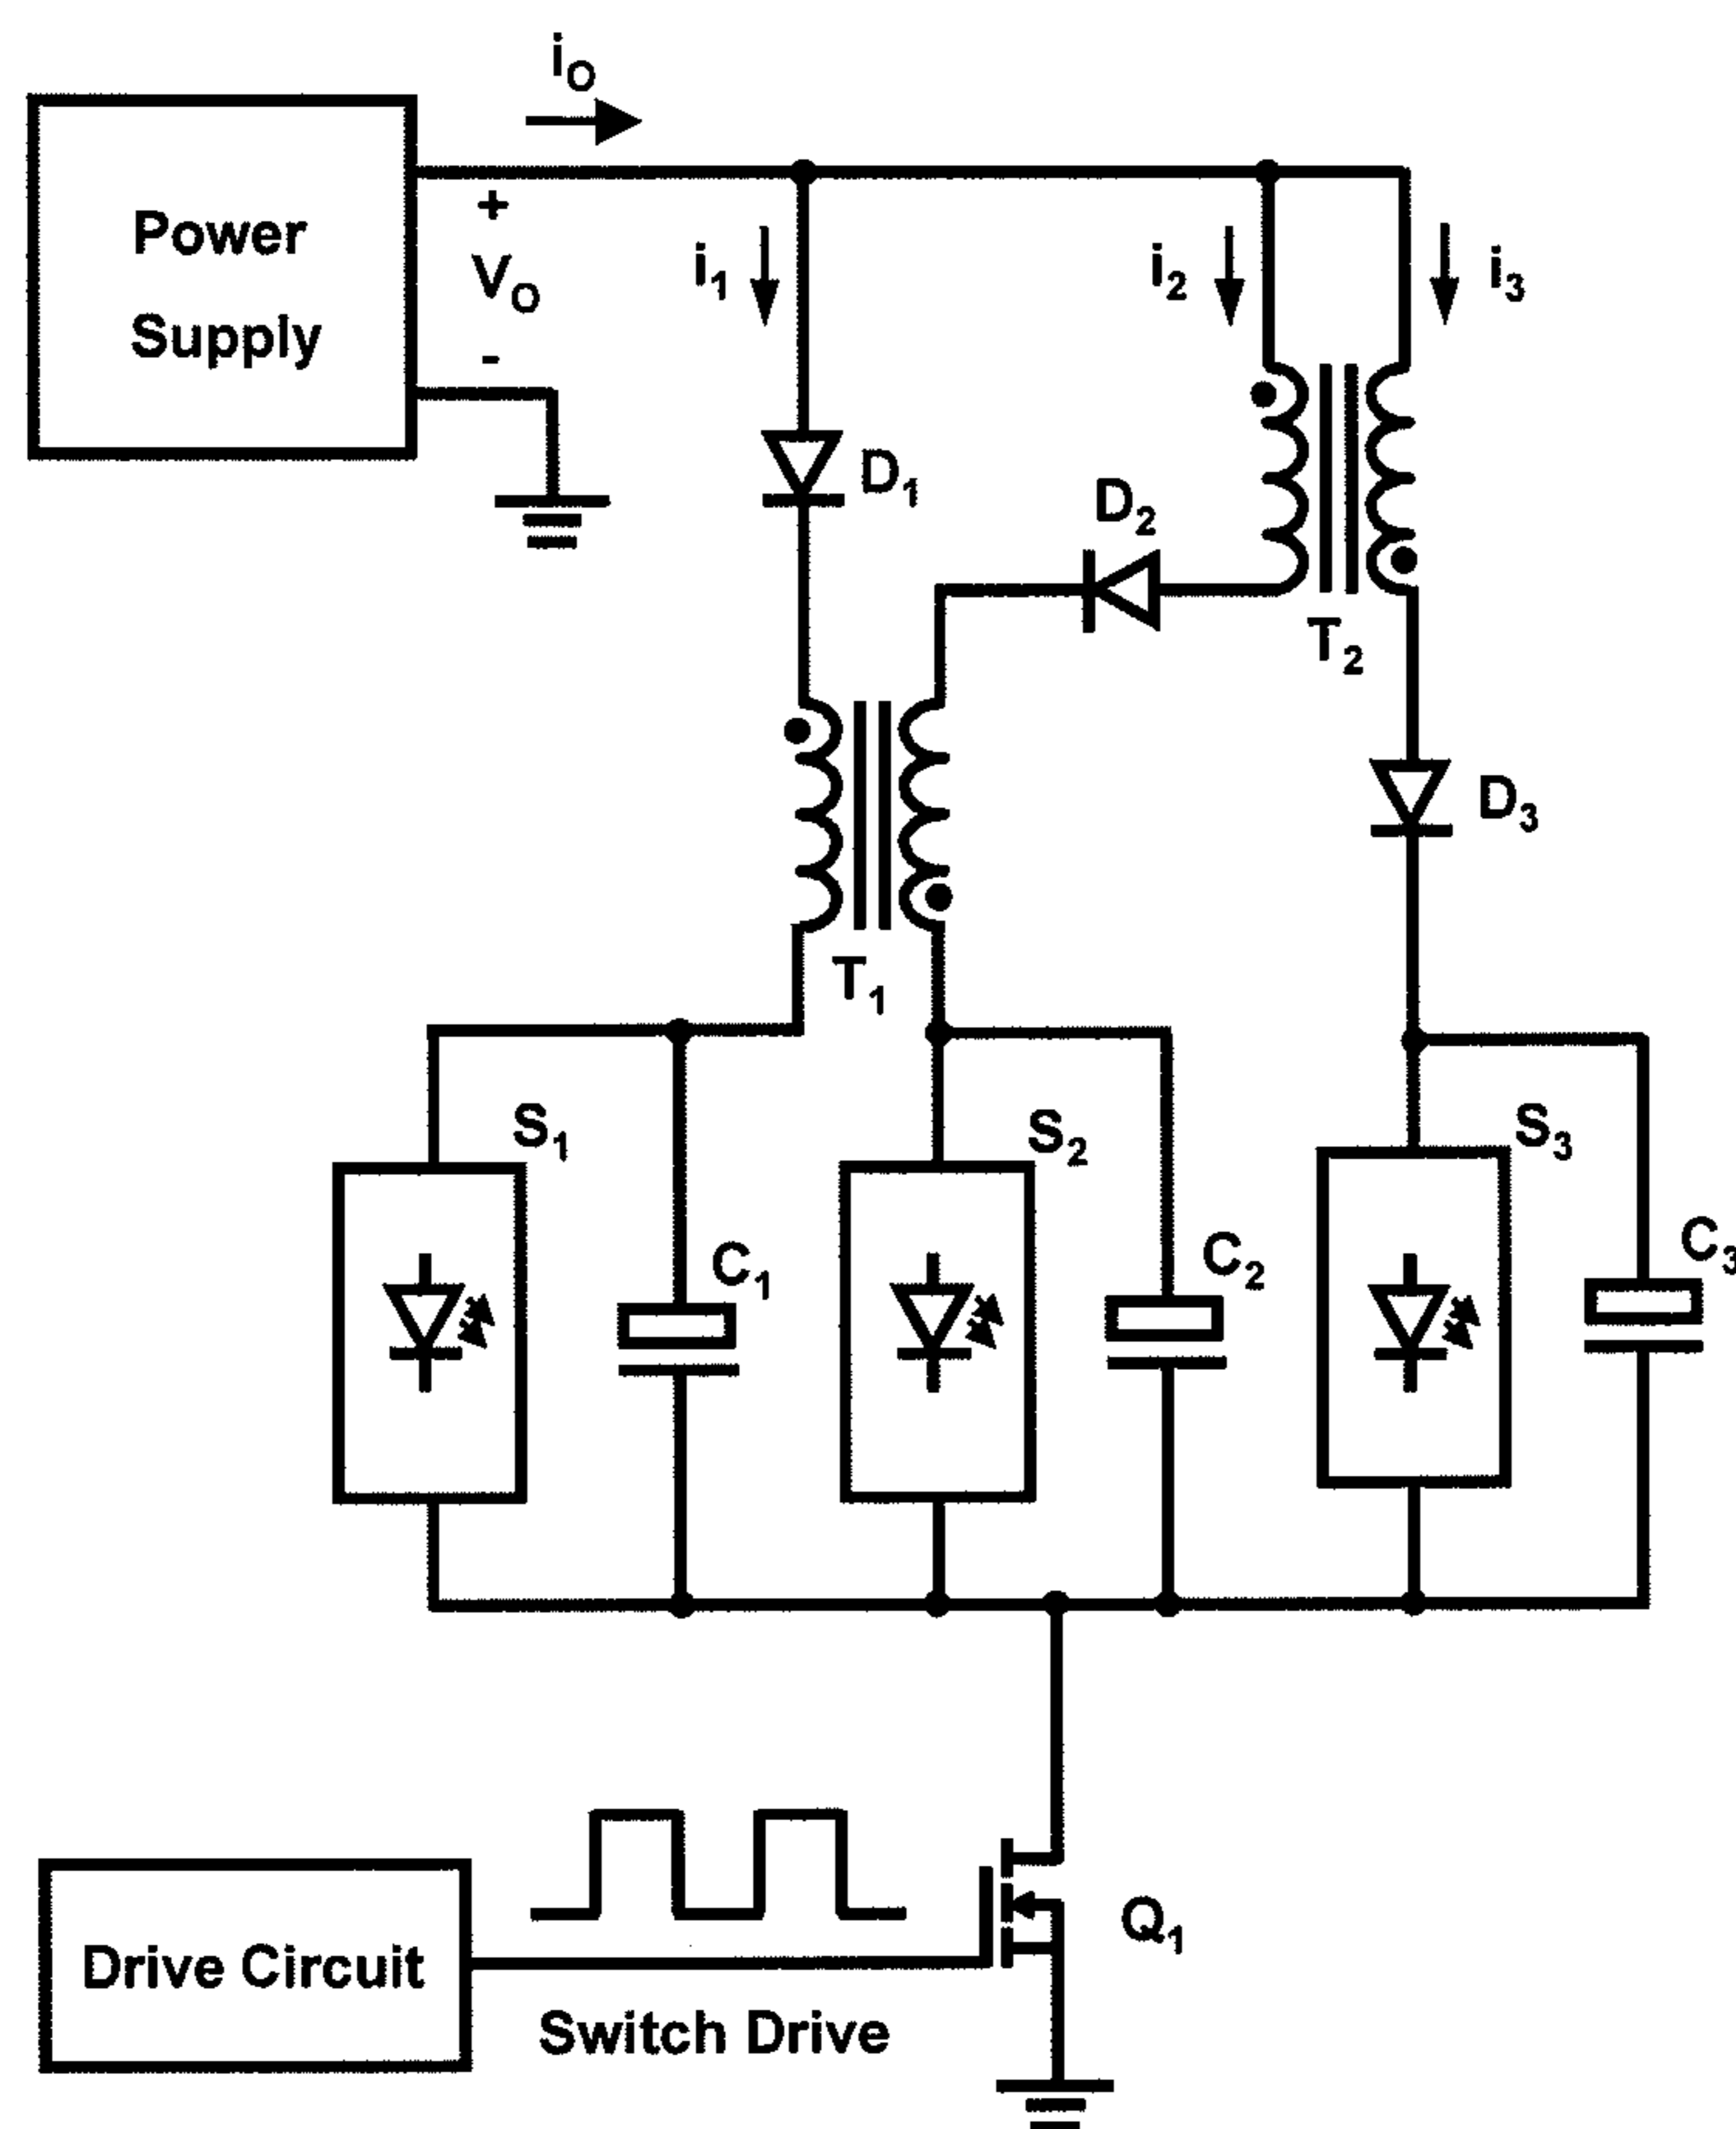 iO
Power
Supply
+
VO
-
i1
i2
i3
D1
D2
T2
D3
T1
S1
S2
S3
C1
C2
C3
Drive Circuit
Switch Drive
Q1